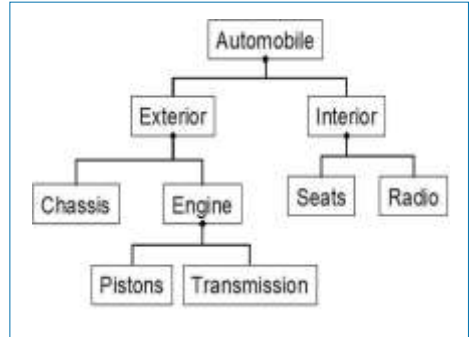 Automobile
Exterior Interior
Chassis Engine Seats Radio
Pistons Transmission